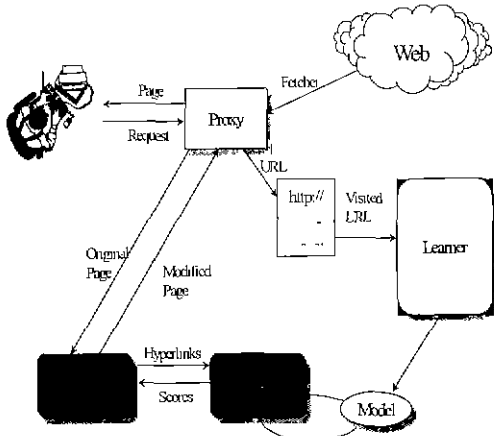 Web
Fetcher
Page
Proxy
Request
URL
http://
Visited
URL
Learner
Original
Page
Modified
Page
Hyperlinks
Scores
Model